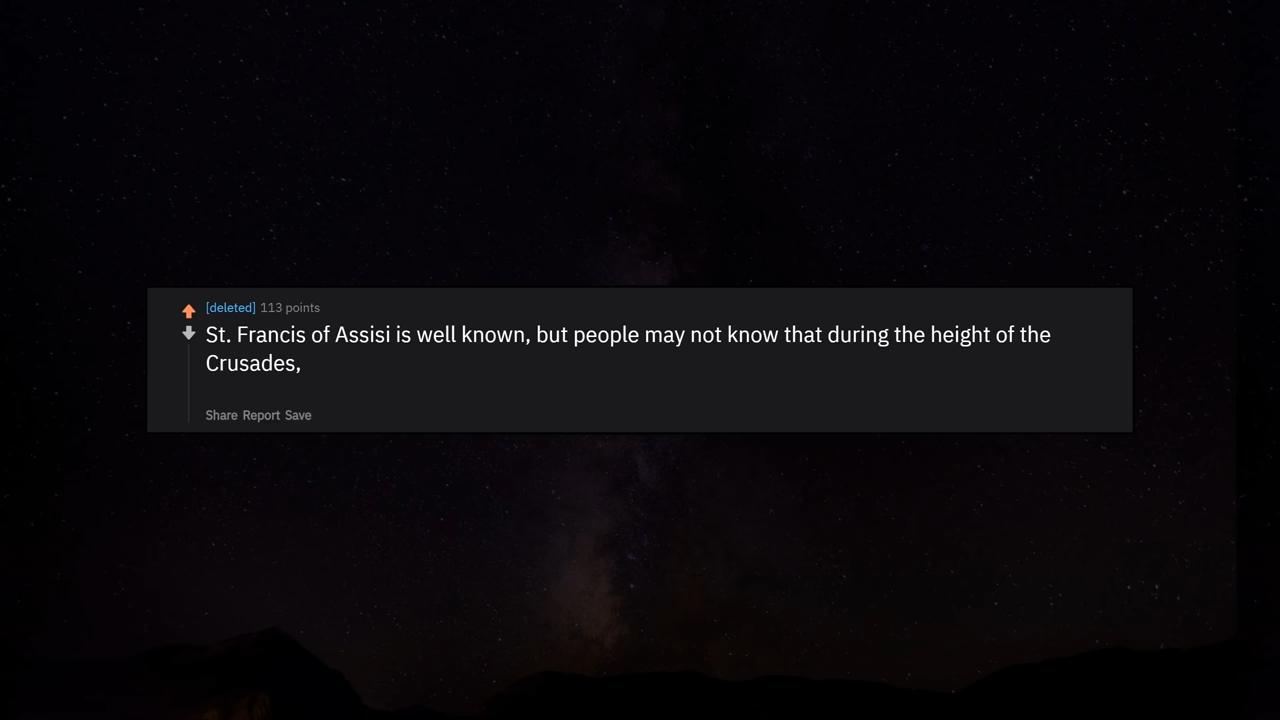 [deleted] 113 points
St. Francis of Assisi is well known, but people may not know that during the height of the
Crusades,
Share Report Save